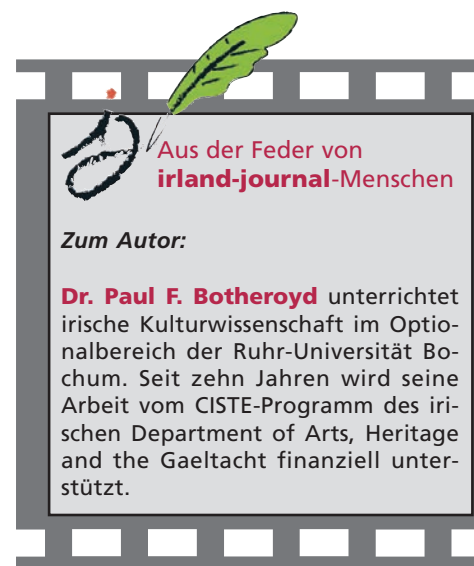 Aus der Feder von
irland-journal-Menschen
Zum Autor:
Dr. Paul F. Botheroyd unterrichtet
irische Kulturwissenschaft im Optio-
nalbereich der Ruhr-Universität Bo-
chum. Seit zehn Jahren wird seine
Arbeit vom CISTE-Programm des iri-
schen Department of Arts, Heritage
and the Gaeltacht finanziell unter-
stützt.